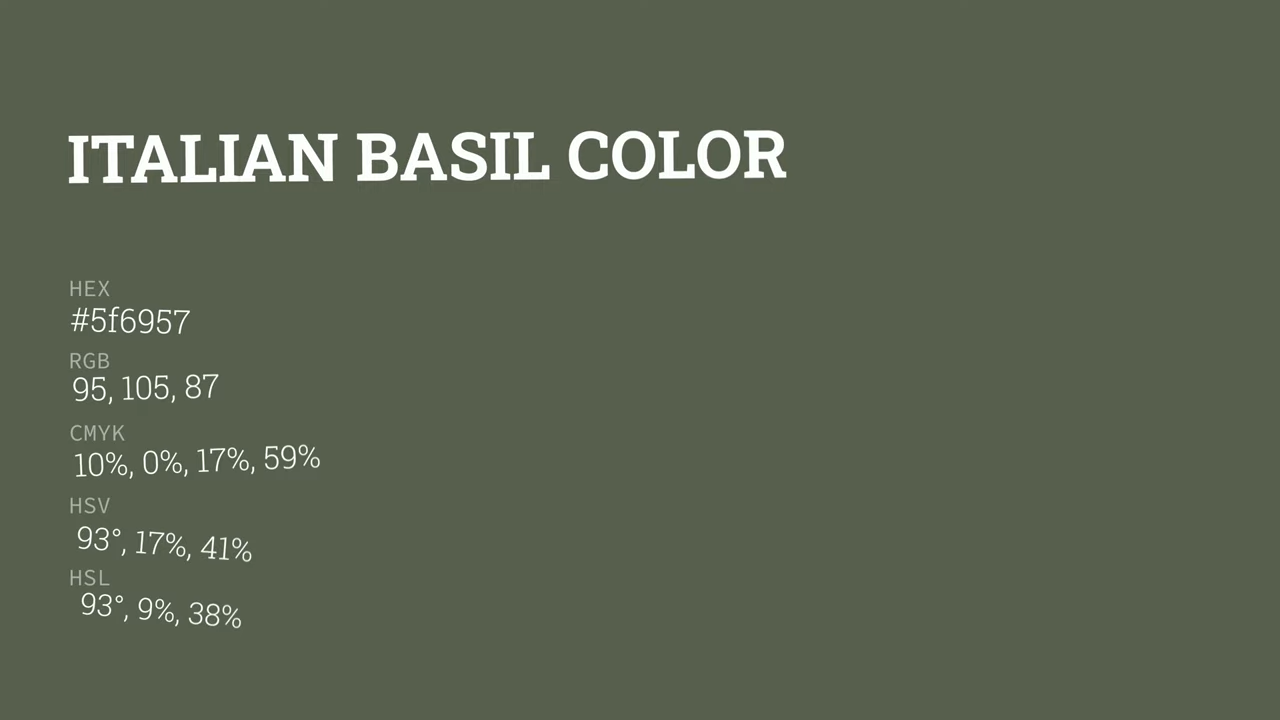 ITALIAN BASIL COLOR
HEX
#5f6957
RGB
95, 105, 87
CMYK
10%, 0%, 17%, 59%
HSV
93°, 17%, 41%
HSL
93°, 9%, 38%